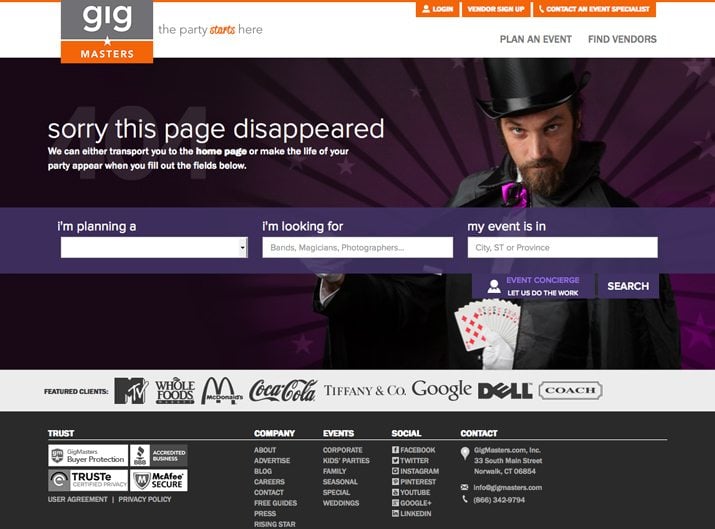 LOGIN
VENDOR SIGN UP
CONTACT AN EVENT SPECIALIST
gig
MASTERS
the party starts here
PLAN AN EVENT
FIND VENDORS
404
sorry this page disappeared
We can either transport you to the home page or make the life of your
party appear when you fill out the fields below.
i'm planning a
i'm looking for
my event is in
Bands, Magicians, Photographers...
City, ST or Province
EVENT CONCIERGE
LET US DO THE WORK
SEARCH
FEATURED CLIENTS:
MTV
WHOLE
FOODS
MARKET
McDonald's
Coca-Cola
TIFFANY & CO.
Google
DELL
COACH
TRUST
GigMasters
Buyer Protection
BBB
ACCREDITED
BUSINESS
TRUSTe
CERTIFIED PRIVACY
McAfee
SECURE
USER AGREEMENT | PRIVACY POLICY
COMPANY
ABOUT
ADVERTISE
BLOG
CAREERS
CONTACT
FREE GUIDES
PRESS
RISING STAR
EVENTS
CORPORATE
KIDS' PARTIES
FAMILY
SEASONAL
SPECIAL
WEDDINGS
SOCIAL
FACEBOOK
TWITTER
INSTAGRAM
PINTEREST
YOUTUBE
GOOGLE+
LINKEDIN
CONTACT
GigMasters.com, Inc.
33 South Main Street
Norwalk, CT 06854
info@gigmasters.com
(866) 342-9794